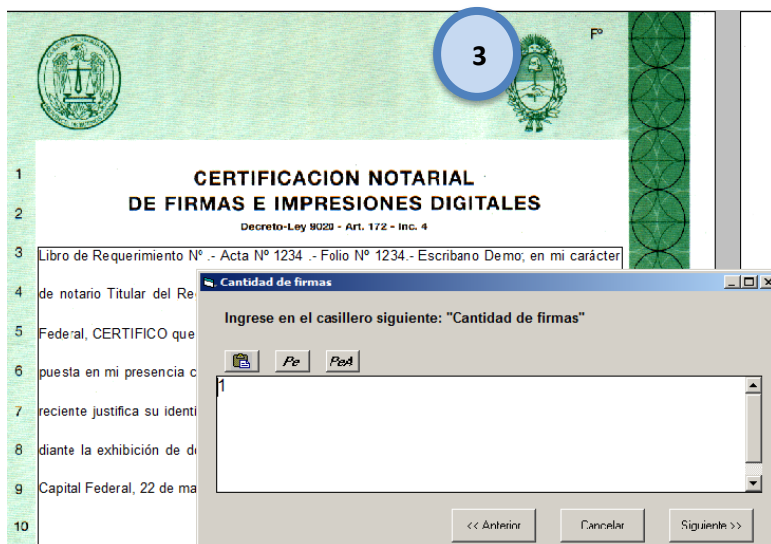 3
Fº
CERTIFICACION NOTARIAL
DE FIRMAS E IMPRESIONES DIGITALES
Decreto-Ley 9020 - Art. 172 - Inc. 4
1
2
3 Libro de Requerimiento Nº .- Acta Nº 1234 .- Folio Nº 1234.- Escribano Demo; en mi carácter
4 de notario Titular del Re
5 Federal, CERTIFICO que
6 puesta en mi presencia c
7 reciente justifica su identi
8 diante la exhibición de d
9 Capital Federal, 22 de ma
10
Cantidad de firmas
Ingrese en el casillero siguiente: "Cantidad de firmas"
Pe PeA
1
<< Anterior Cancelar Siguiente >>